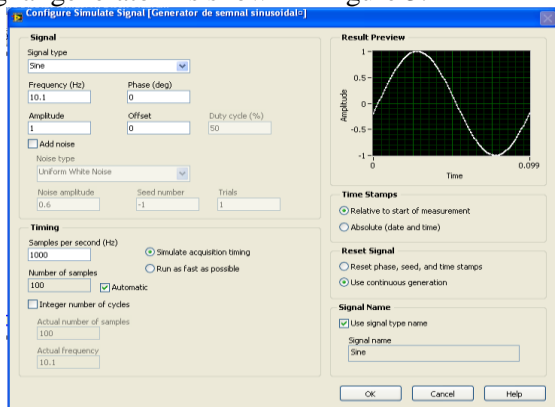 Configure Simulate Signal [Generator de semnal sinusoidal¤]
Signal
Signal type
Sine
Frequency (Hz) Phase (deg)
10.1 0
Amplitude Offset Duty cycle (%)
1 0 50
Add noise
Noise type
Uniform White Noise
Noise amplitude Seed number Trials
0.6 -1 1
Timing
Samples per second (Hz)
1000
Simulate acquisition timing
Run as fast as possible
Number of samples
100 Automatic
Integer number of cycles
Actual number of samples
100
Actual frequency
10.1
Result Preview
Amplitude
1
0.5
0
-0.5
-1
0 0.099
Time
Time Stamps
Relative to start of measurement
Absolute (date and time)
Reset Signal
Reset phase, seed, and time stamps
Use continuous generation
Signal Name
Use signal type name
Signal name
Sine
OK Cancel Help